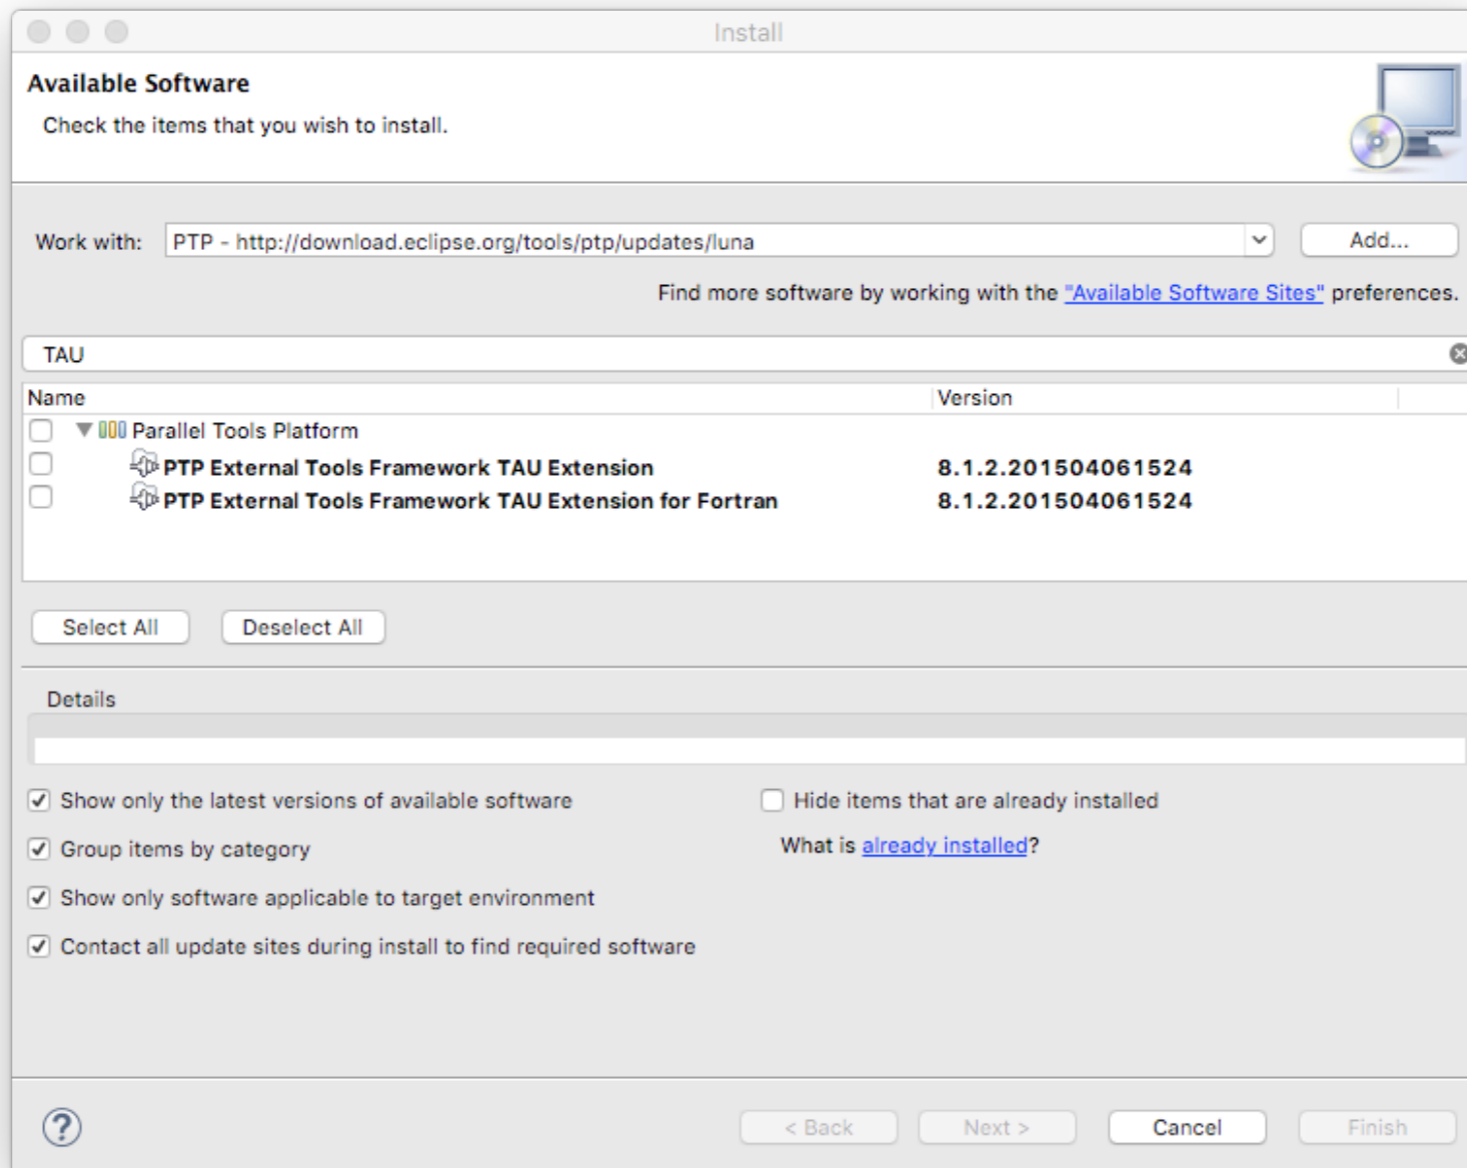 Install
Available Software
Check the items that you wish to install.
Work with: PTP - http://download.eclipse.org/tools/ptp/updates/luna Add...
Find more software by working with the "Available Software Sites" preferences.
TAU
Name Version
Parallel Tools Platform
PTP External Tools Framework TAU Extension 8.1.2.201504061524
PTP External Tools Framework TAU Extension for Fortran 8.1.2.201504061524
Select All Deselect All
Details
Show only the latest versions of available software Hide items that are already installed
Group items by category What is already installed?
Show only software applicable to target environment
Contact all update sites during install to find required software
? < Back Next > Cancel Finish